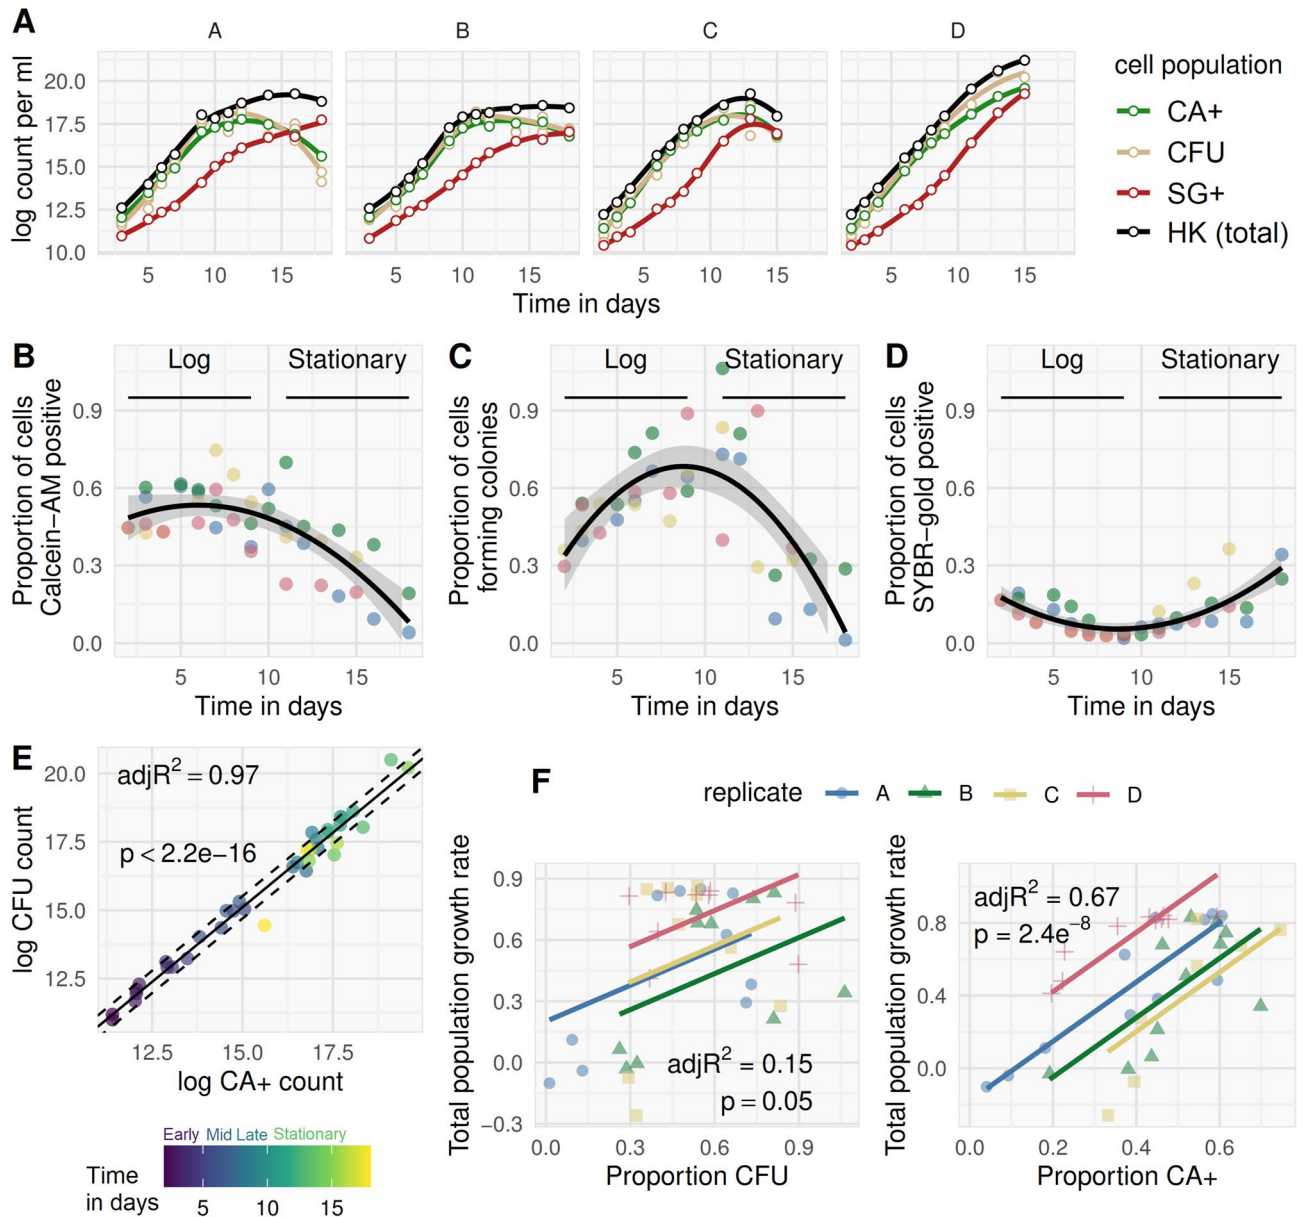 A
A B C D
log count per ml
20.0
17.5
15.0
12.5
10.0
5 10 15 5 10 15 5 10 15 5 10 15
Time in days
cell population
CA+
CFU
SG+
HK (total)
B
Log Stationary
Proportion of cells
Calcein−AM positive
0.9
0.6
0.3
0.0
5 10 15
Time in days
C
Log Stationary
Proportion of cells
forming colonies
0.9
0.6
0.3
0.0
5 10 15
Time in days
D
Log Stationary
Proportion of cells
SYBR−gold positive
0.9
0.6
0.3
0.0
5 10 15
Time in days
E
adjR² = 0.97
p < 2.2e−16
log CFU count
20.0
17.5
15.0
12.5
12.5 15.0 17.5
log CA+ count
Early Mid Late Stationary
Time
in days
5 10 15
F
replicate A B C D
Total population growth rate
0.9
0.6
0.3
0.0
−0.3
adjR² = 0.15
p = 0.05
0.0 0.3 0.6 0.9
Proportion CFU
Total population growth rate
adjR² = 0.67
p = 2.4e⁻⁸
0.8
0.4
0.0
0.0 0.2 0.4 0.6
Proportion CA+